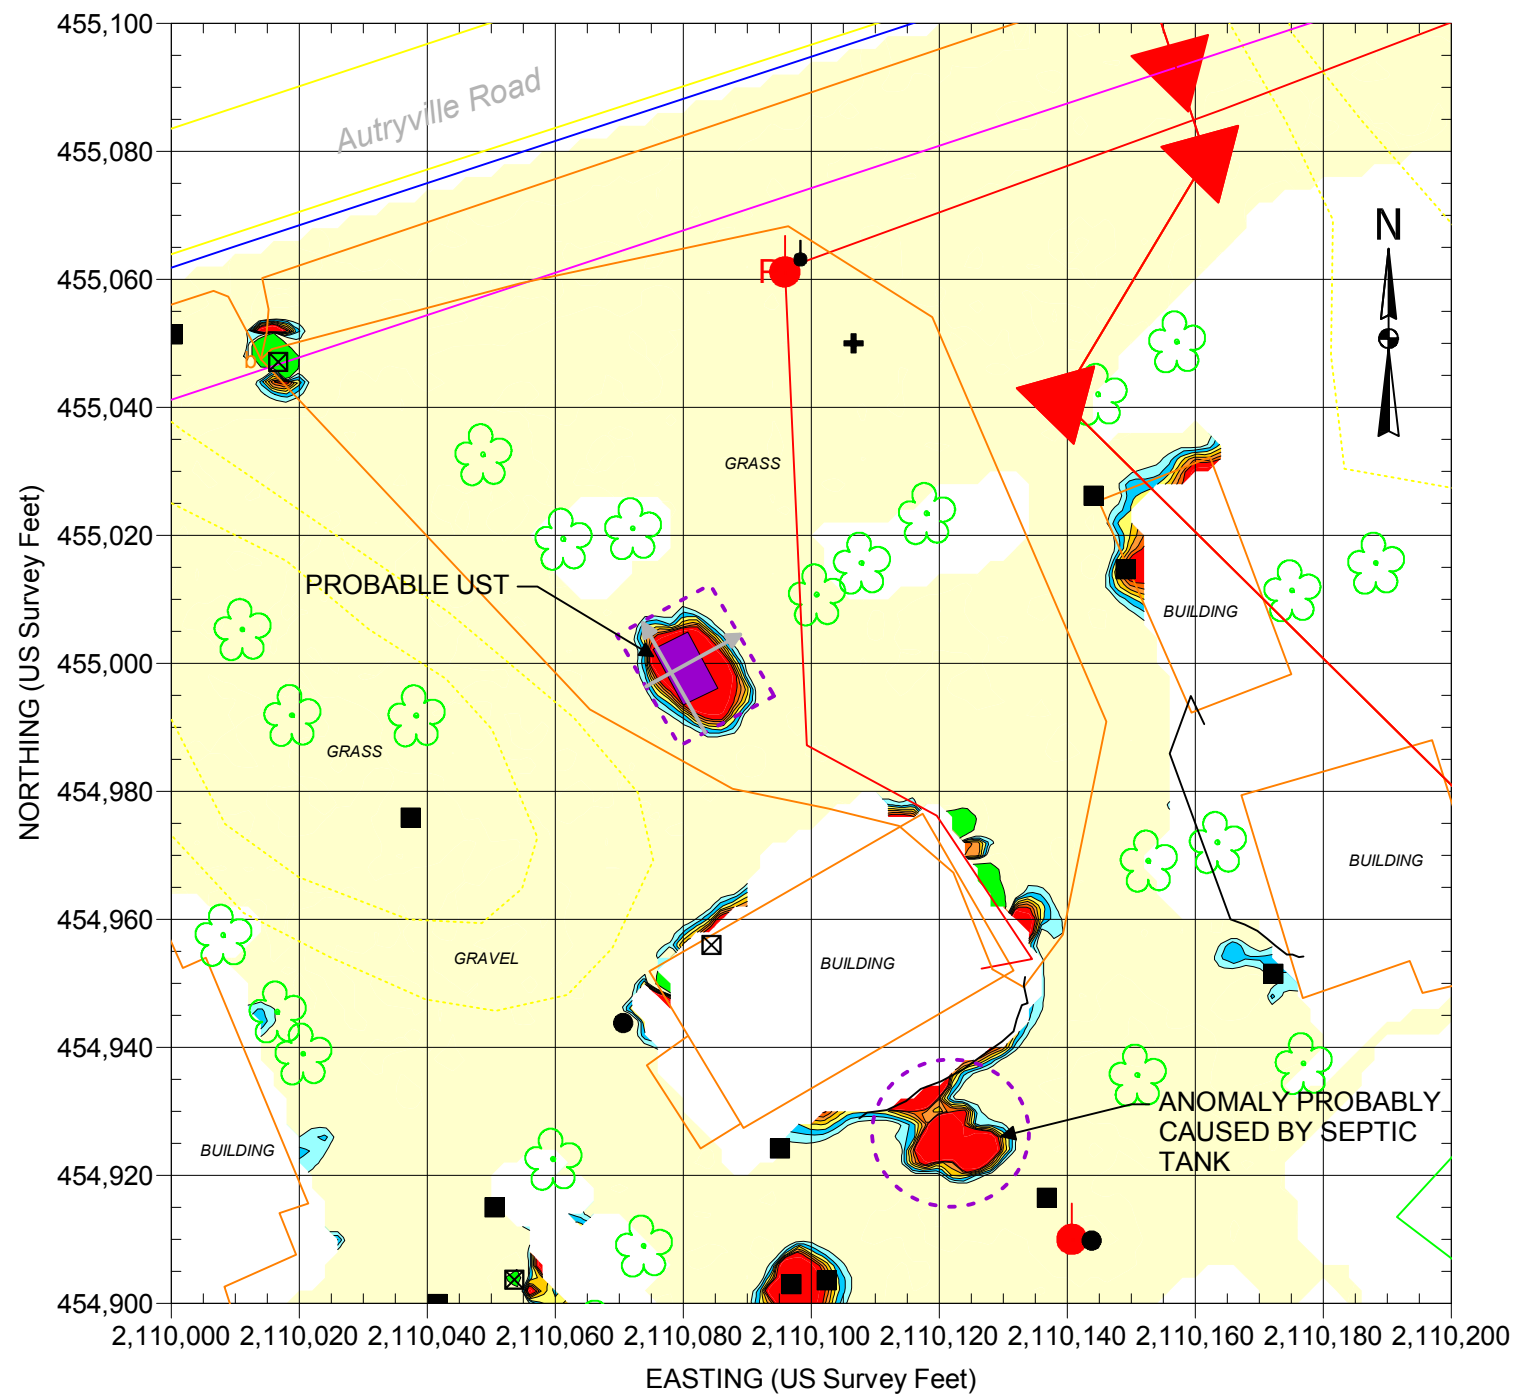 455,100
Autryville Road
455,080
N
455,060
F
b
455,040
GRASS
455,020
PROBABLE UST
BUILDING
455,000
GRASS
454,980
BUILDING
454,960
GRAVEL
BUILDING
454,940
ANOMALY PROBABLY
CAUSED BY SEPTIC
TANK
BUILDING
454,920
454,900
NORTHING (US Survey Feet)
2,110,000 2,110,020 2,110,040 2,110,060 2,110,080 2,110,100 2,110,120 2,110,140 2,110,160 2,110,180 2,110,200
EASTING (US Survey Feet)